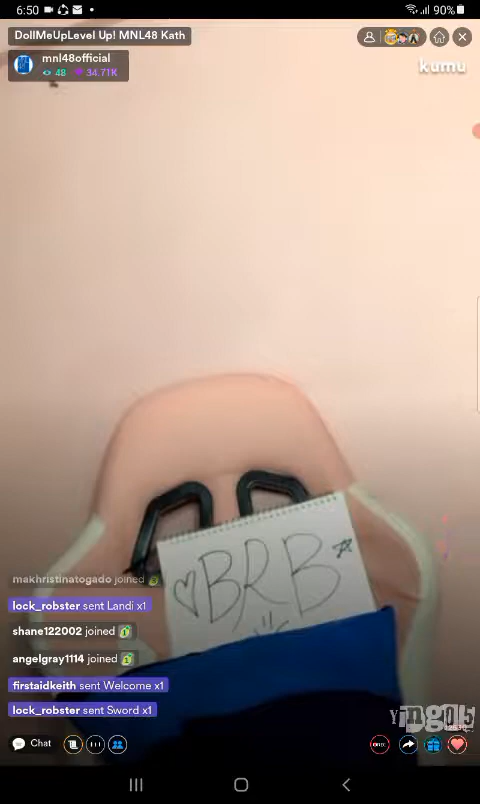 6:50
90%
DollMeUpLevel Up! MNL48 Kath
mnl48official
48 34.71K
kumu
BRB
makhristinatogado joined
lock_robster sent Landi x1
shane122002 joined
angelgray1114 joined
firstaidkeith sent Welcome x1
lock_robster sent Sword x1
Chat